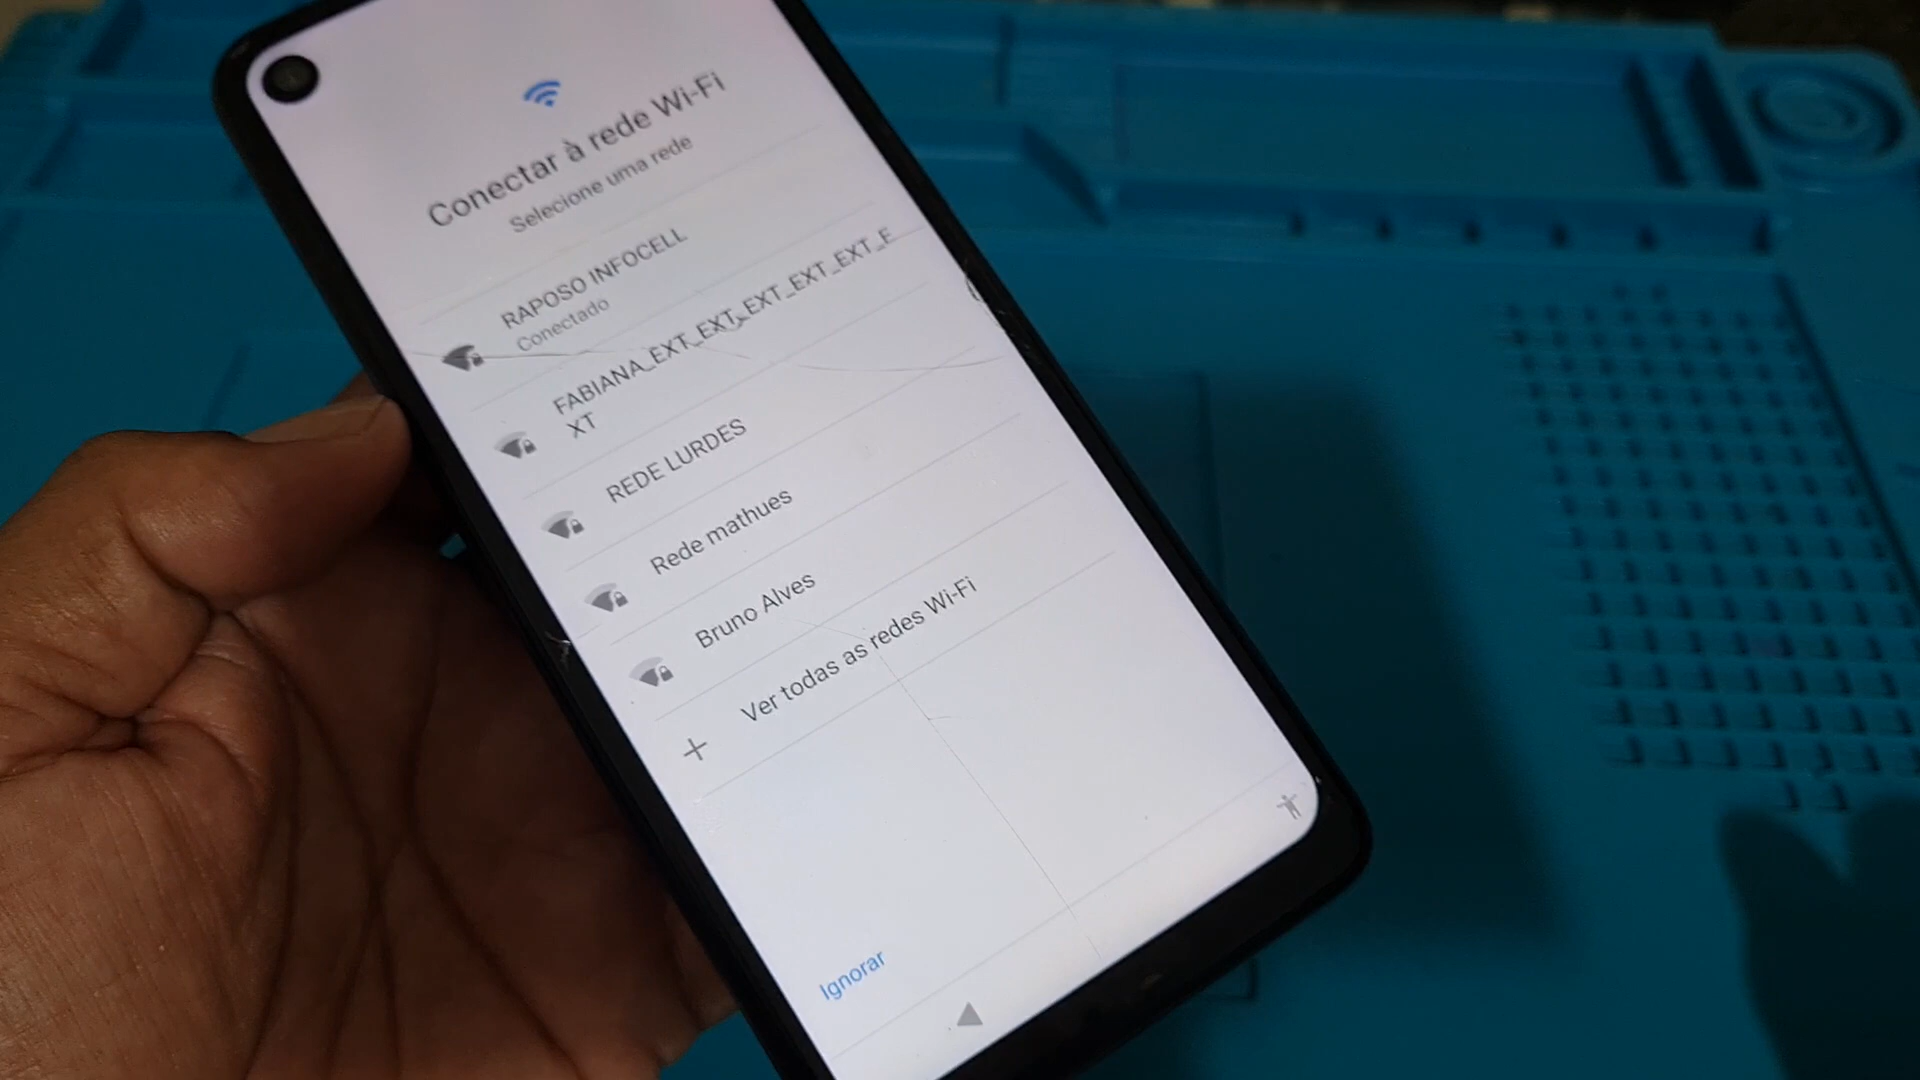 Conectar à rede Wi-Fi
Selecione uma rede
RAPOSO INFOCELL
Conectado
FABIANA_EXT_EXT_EXT_EXT_EXT_E
XT
REDE LURDES
Rede mathues
Bruno Alves
Ver todas as redes Wi-Fi
Ignorar